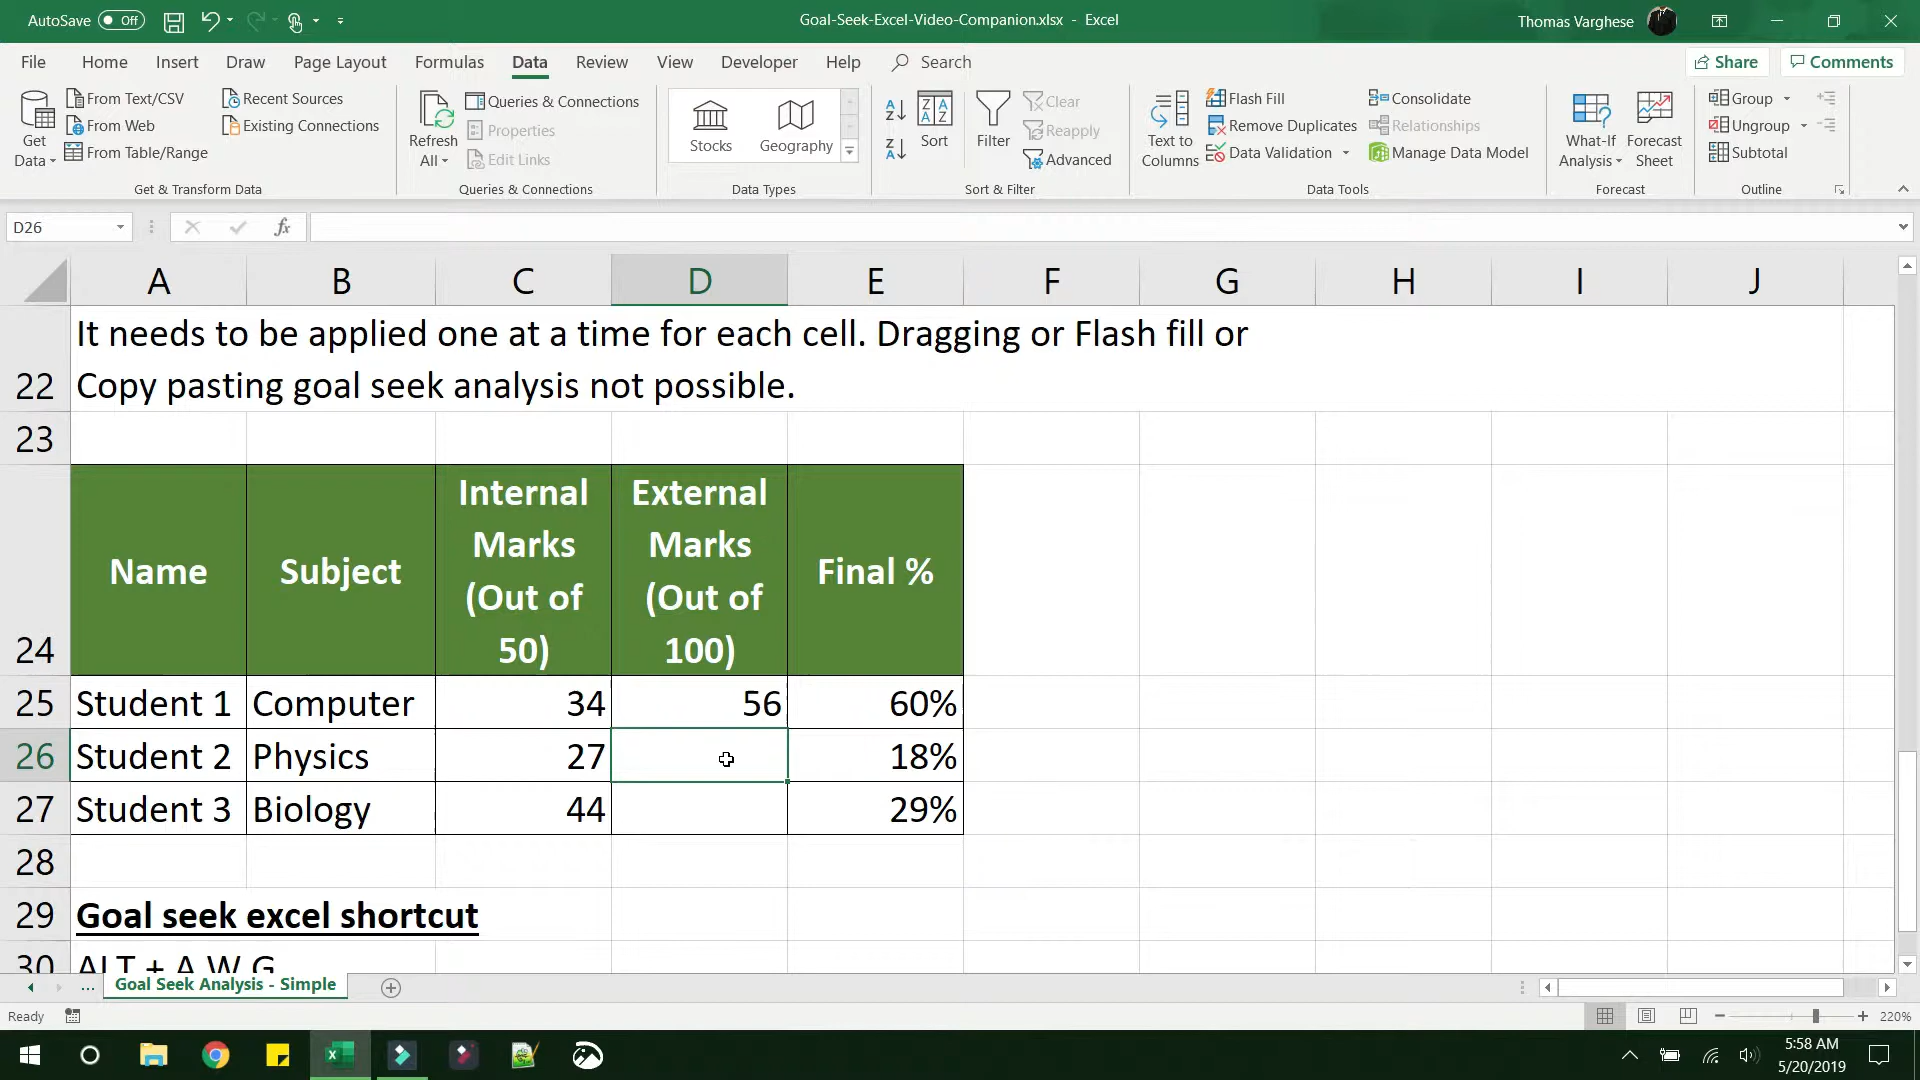 AutoSave Off
Goal-Seek-Excel-Video-Companion.xlsx - Excel
Thomas Varghese
File Home Insert Draw Page Layout Formulas Data Review View Developer Help Search
Share Comments
Get Data
From Text/CSV
From Web
From Table/Range
Recent Sources
Existing Connections
Get & Transform Data
Refresh All
Queries & Connections
Properties
Edit Links
Queries & Connections
Stocks
Geography
Data Types
Sort
Filter
Clear
Reapply
Advanced
Sort & Filter
Text to Columns
Flash Fill
Remove Duplicates
Data Validation
Consolidate
Relationships
Manage Data Model
Data Tools
What-If Analysis
Forecast Sheet
Forecast
Group
Ungroup
Subtotal
Outline
D26
fx
A B C D E F G H I J
It needs to be applied one at a time for each cell. Dragging or Flash fill or
22 Copy pasting goal seek analysis not possible.
23
24 Name Subject Internal Marks (Out of 50) External Marks (Out of 100) Final %
25 Student 1 Computer 34 56 60%
26 Student 2 Physics 27 18%
27 Student 3 Biology 44 29%
28
29 Goal seek excel shortcut
30 ALT + A W G
... Goal Seek Analysis - Simple
Ready
220%
5:58 AM
5/20/2019